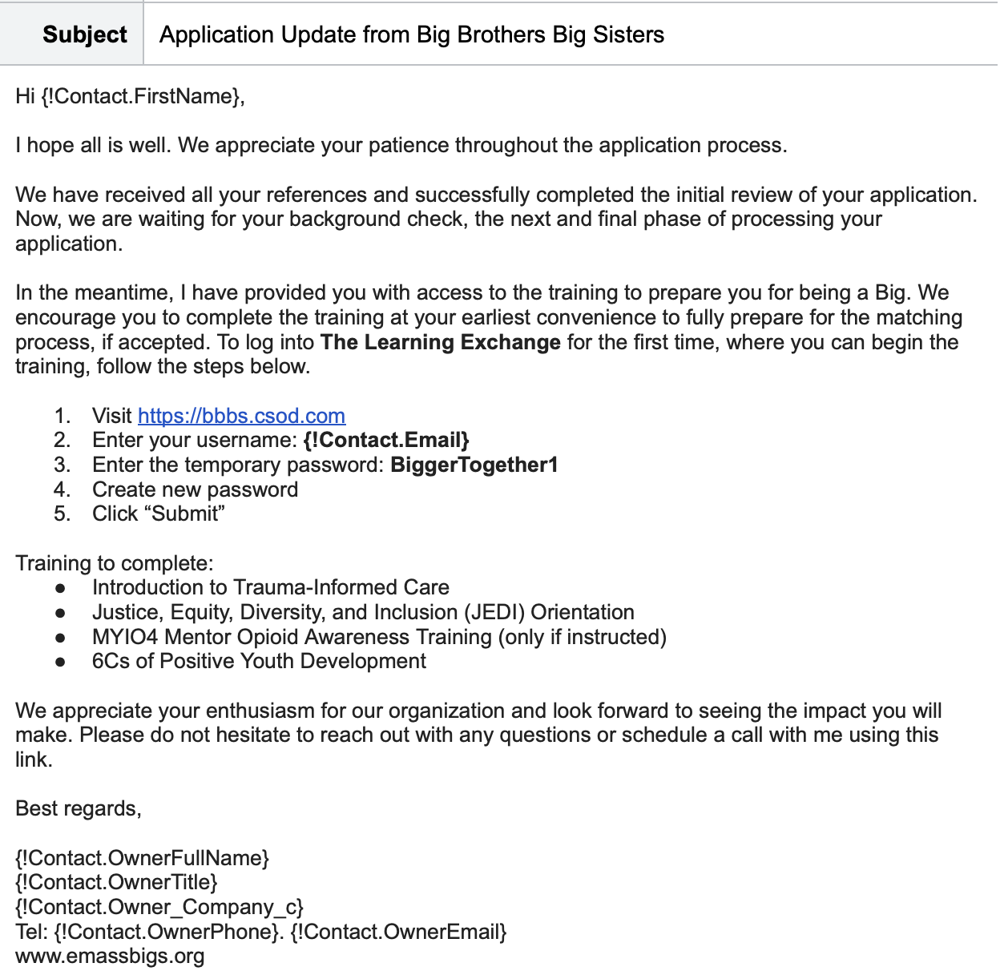 Subject Application Update from Big Brothers Big Sisters
Hi {!Contact.FirstName},
I hope all is well. We appreciate your patience throughout the application process.
We have received all your references and successfully completed the initial review of your application.
Now, we are waiting for your background check, the next and final phase of processing your
application.
In the meantime, I have provided you with access to the training to prepare you for being a Big. We
encourage you to complete the training at your earliest convenience to fully prepare for the matching
process, if accepted. To log into The Learning Exchange for the first time, where you can begin the
training, follow the steps below.
1. Visit https://bbbs.csod.com
2. Enter your username: {!Contact.Email}
3. Enter the temporary password: BiggerTogether1
4. Create new password
5. Click “Submit”
Training to complete:
● Introduction to Trauma-Informed Care
● Justice, Equity, Diversity, and Inclusion (JEDI) Orientation
● MYIO4 Mentor Opioid Awareness Training (only if instructed)
● 6Cs of Positive Youth Development
We appreciate your enthusiasm for our organization and look forward to seeing the impact you will
make. Please do not hesitate to reach out with any questions or schedule a call with me using this
link.
Best regards,
{!Contact.OwnerFullName}
{!Contact.OwnerTitle}
{!Contact.Owner_Company_c}
Tel: {!Contact.OwnerPhone}. {!Contact.OwnerEmail}
www.emassbigs.org